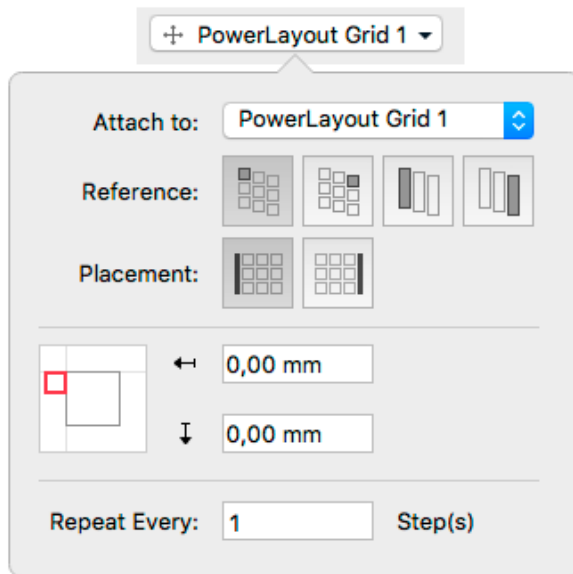 PowerLayout Grid 1
Attach to: PowerLayout Grid 1
Reference:
Placement:
0,00 mm
0,00 mm
Repeat Every: 1 Step(s)